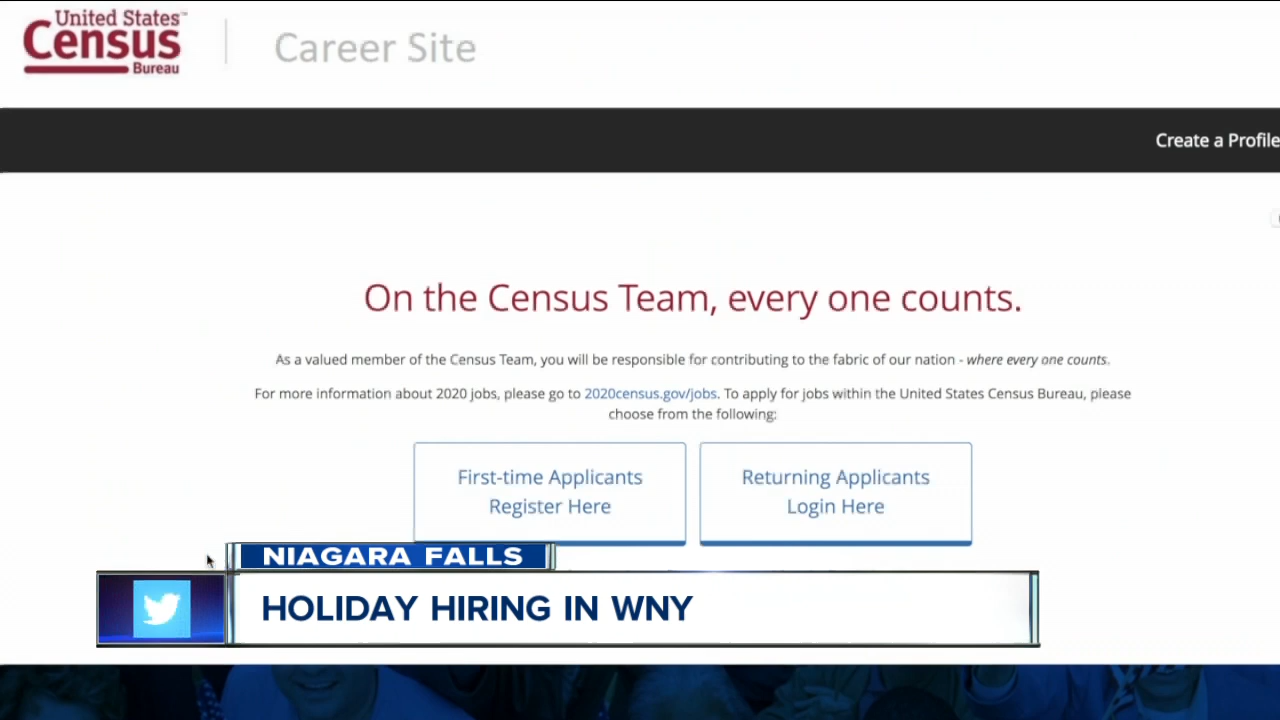 United States™
Census
Bureau
Career Site
Create a Profile
On the Census Team, every one counts.
As a valued member of the Census Team, you will be responsible for contributing to the fabric of our nation - where every one counts.
For more information about 2020 jobs, please go to 2020census.gov/jobs. To apply for jobs within the United States Census Bureau, please
choose from the following:
First-time Applicants
Register Here
Returning Applicants
Login Here
NIAGARA FALLS
HOLIDAY HIRING IN WNY